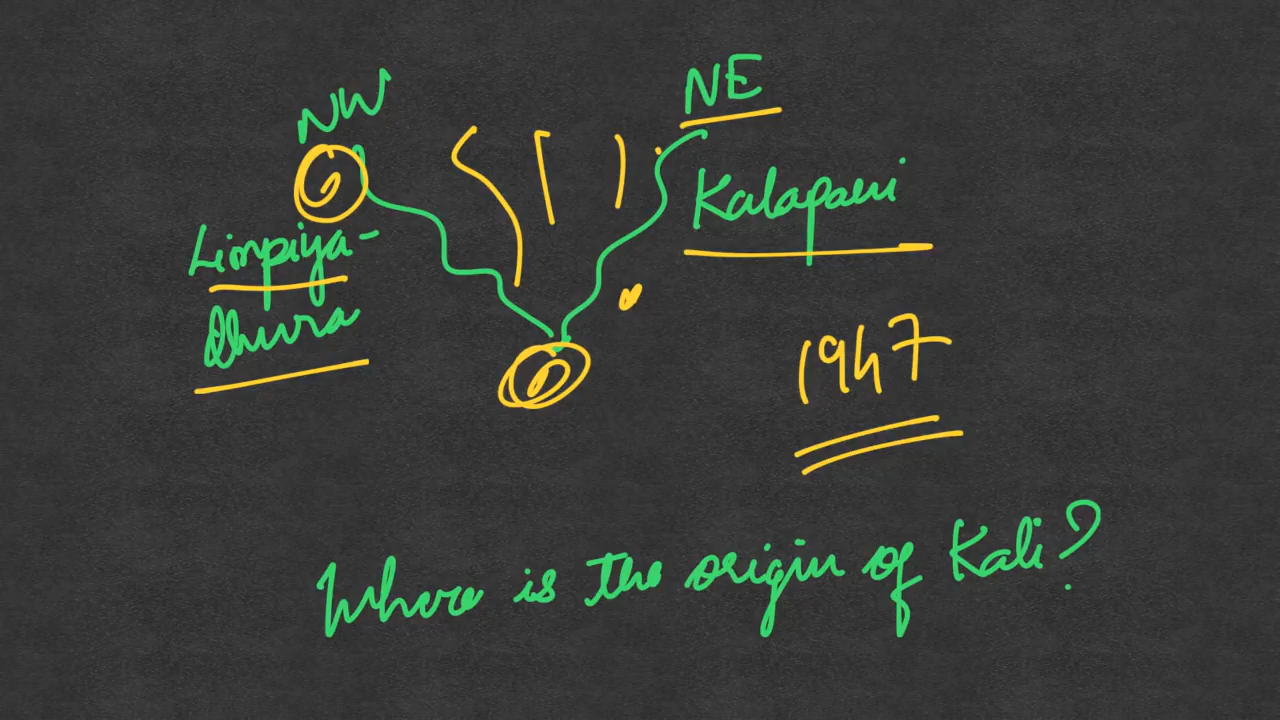 NW
NE
Limpiya-
Dhura
Kalapani
1947
Where is the origin of Kali?